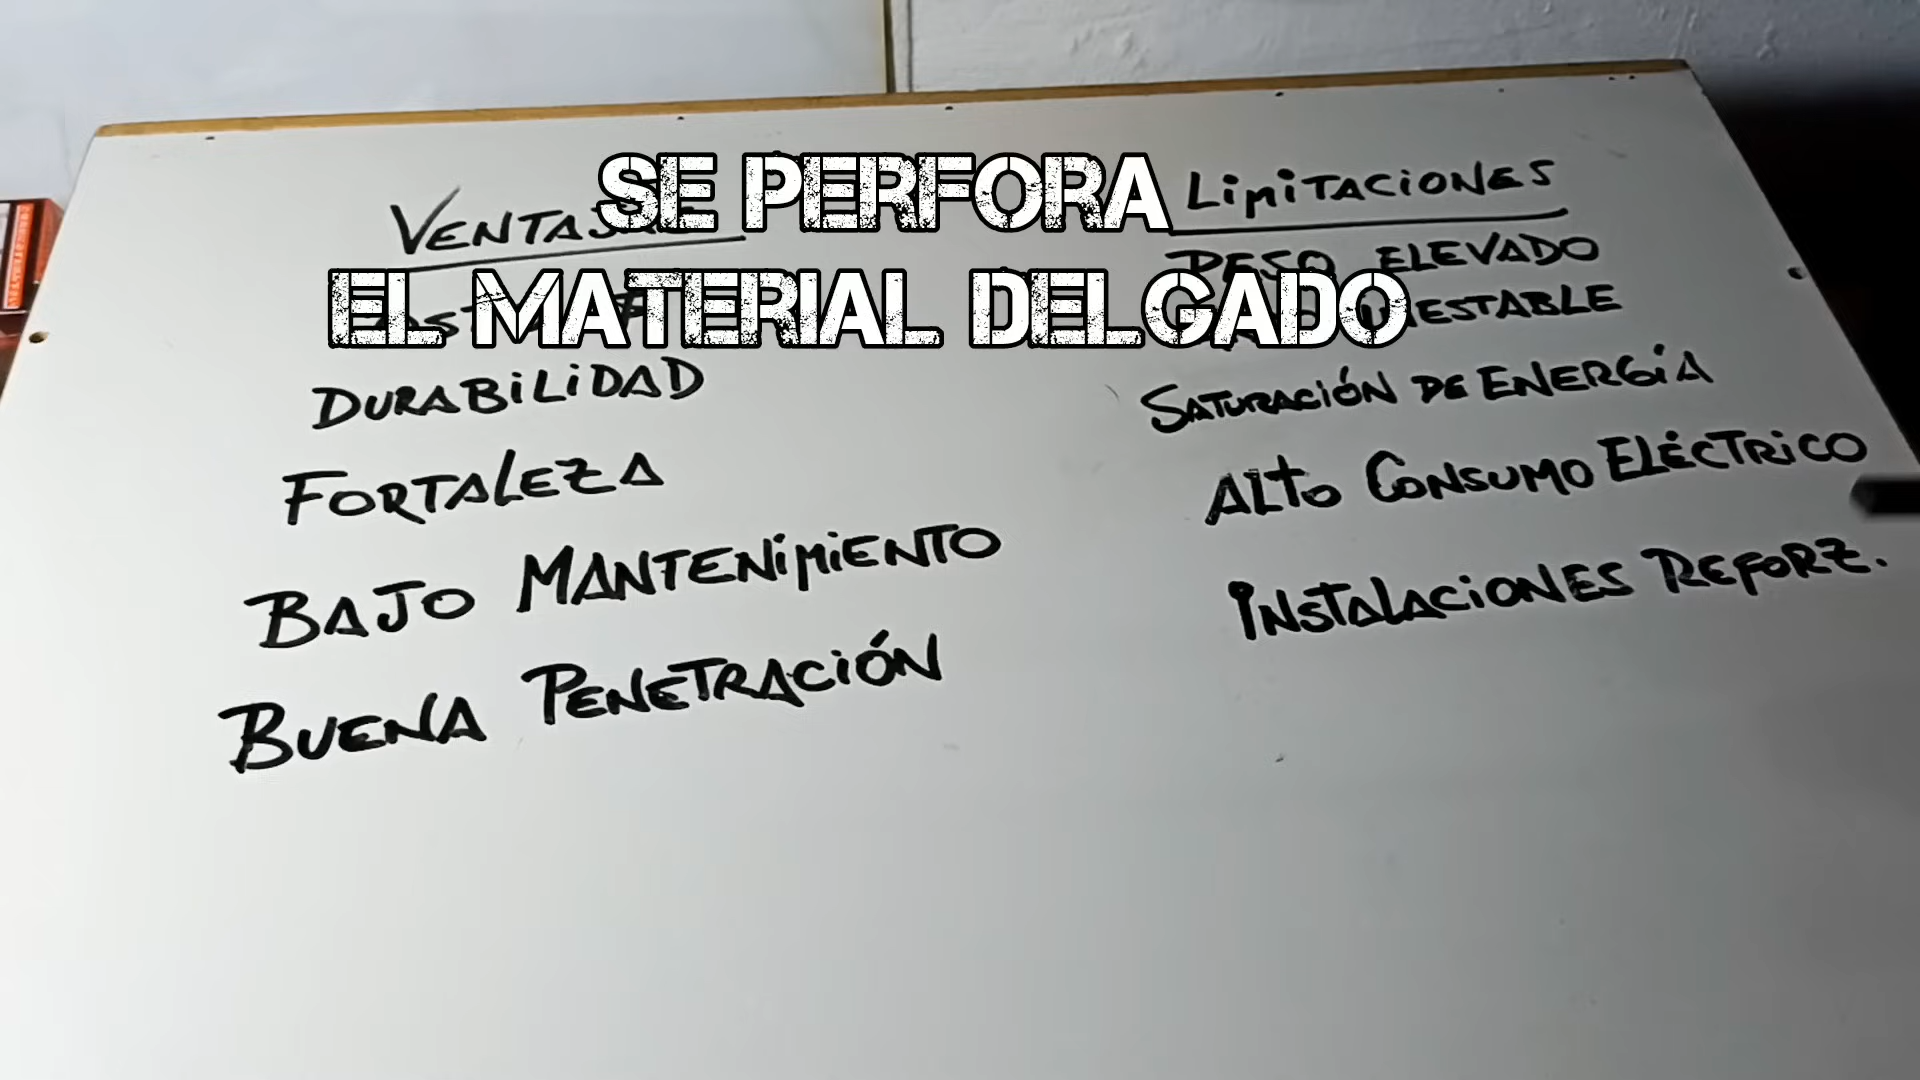 SE PERFORA
EL MATERIAL DELGADO
VENTAJAS
DURABILIDAD
FORTALEZA
BAJO MANTENIMIENTO
BUENA PENETRACIÓN
LIMITACIONES
PESO ELEVADO
INESTABLE
SATURACIÓN DE ENERGÍA
ALTO CONSUMO ELÉCTRICO
INSTALACIONES REFORZ.